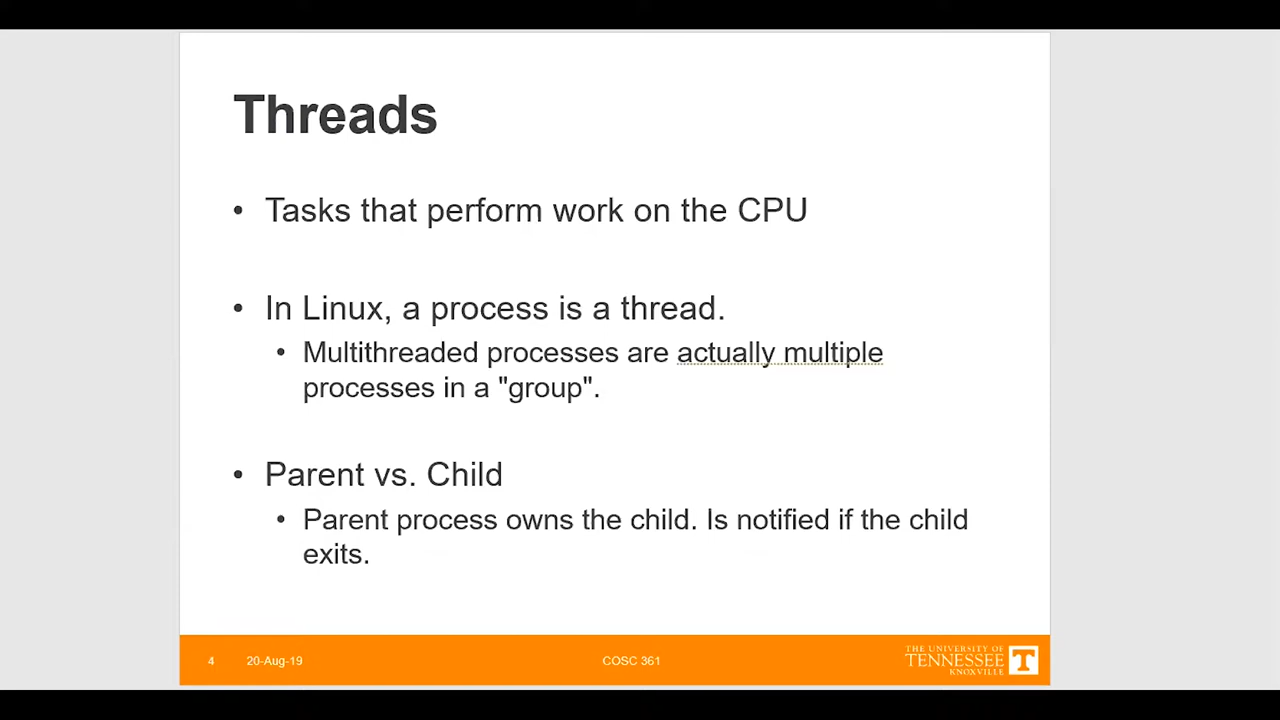 Threads
• Tasks that perform work on the CPU
• In Linux, a process is a thread.
• Multithreaded processes are actually multiple
processes in a "group".
• Parent vs. Child
• Parent process owns the child. Is notified if the child
exits.
4 20-Aug-19 COSC 361
THE UNIVERSITY OF
TENNESSEE
KNOXVILLE
T